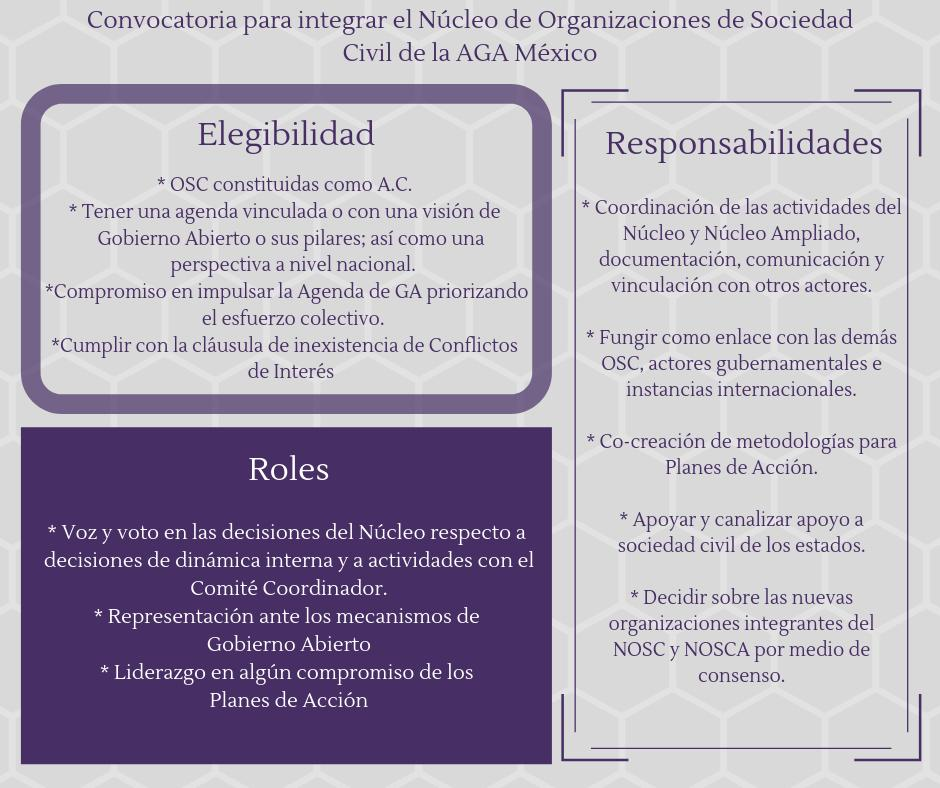 Convocatoria para integrar el Núcleo de Organizaciones de Sociedad
Civil de la AGA México
Elegibilidad
* OSC constituidas como A.C.
* Tener una agenda vinculada o con una visión de
Gobierno Abierto o sus pilares; así como una
perspectiva a nivel nacional.
*Compromiso en impulsar la Agenda de GA priorizando
el esfuerzo colectivo.
*Cumplir con la cláusula de inexistencia de Conflictos
de Interés
Roles
* Voz y voto en las decisiones del Núcleo respecto a
decisiones de dinámica interna y a actividades con el
Comité Coordinador.
* Representación ante los mecanismos de
Gobierno Abierto
* Liderazgo en algún compromiso de los
Planes de Acción
Responsabilidades
* Coordinación de las actividades del
Núcleo y Núcleo Ampliado,
documentación, comunicación y
vinculación con otros actores.
* Fungir como enlace con las demás
OSC, actores gubernamentales e
instancias internacionales.
* Co-creación de metodologías para
Planes de Acción.
* Apoyar y canalizar apoyo a
sociedad civil de los estados.
* Decidir sobre las nuevas
organizaciones integrantes del
NOSC y NOSCA por medio de
consenso.